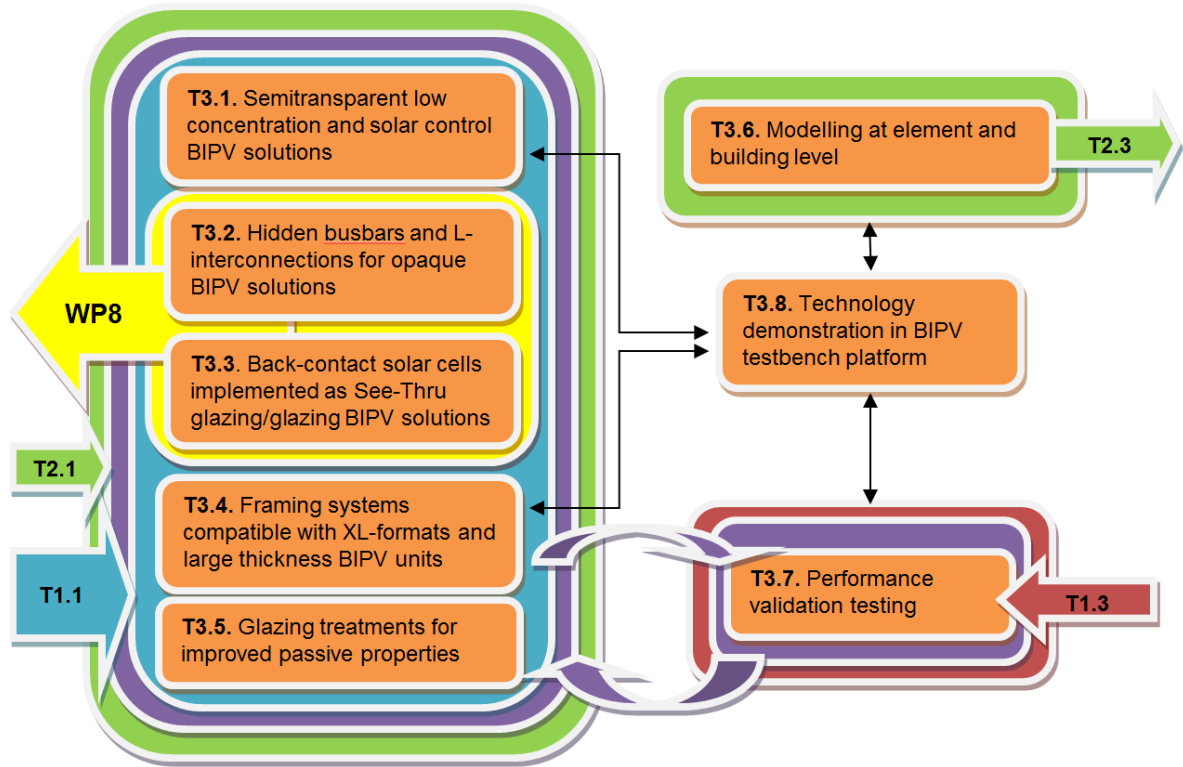 T3.1. Semitransparent low
concentration and solar control
BIPV solutions
T3.2. Hidden busbars and L-
interconnections for opaque
BIPV solutions
WP8
T3.3. Back-contact solar cells
implemented as See-Thru
glazing/glazing BIPV solutions
T2.1
T3.4. Framing systems
compatible with XL-formats and
large thickness BIPV units
T1.1
T3.5. Glazing treatments for
improved passive properties
T3.6. Modelling at element and
building level
T2.3
T3.8. Technology
demonstration in BIPV
testbench platform
T3.7. Performance
validation testing
T1.3